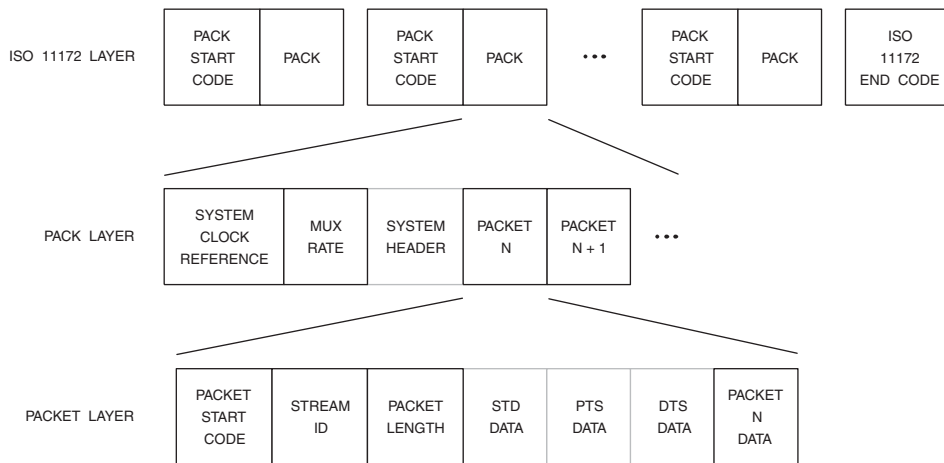 ISO 11172 LAYER
PACK
START
CODE
PACK
PACK
START
CODE
PACK
•••
PACK
START
CODE
PACK
ISO
11172
END CODE
PACK LAYER
SYSTEM
CLOCK
REFERENCE
MUX
RATE
SYSTEM
HEADER
PACKET
N
PACKET
N + 1
•••
PACKET LAYER
PACKET
START
CODE
STREAM
ID
PACKET
LENGTH
STD
DATA
PTS
DATA
DTS
DATA
PACKET
N
DATA